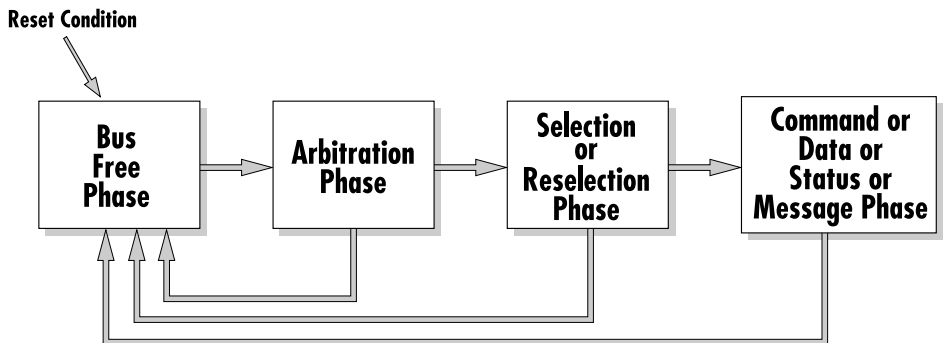 Reset Condition
Bus
Free
Phase
Arbitration
Phase
Selection
or
Reselection
Phase
Command or
Data or
Status or
Message Phase